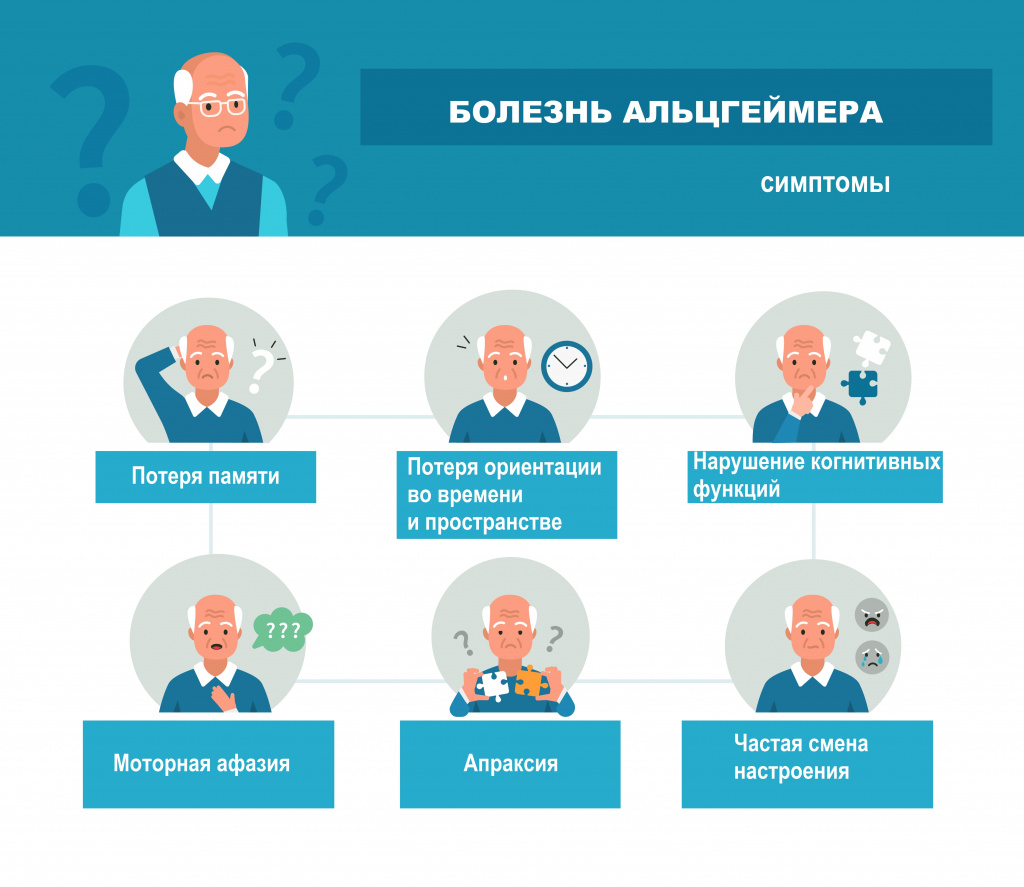 БОЛЕЗНЬ АЛЬЦГЕЙМЕРА
СИМПТОМЫ
Потеря памяти
Потеря ориентации
во времени
и пространстве
Нарушение когнитивных
функций
???
Моторная афазия
Апраксия
Частая смена
настроения